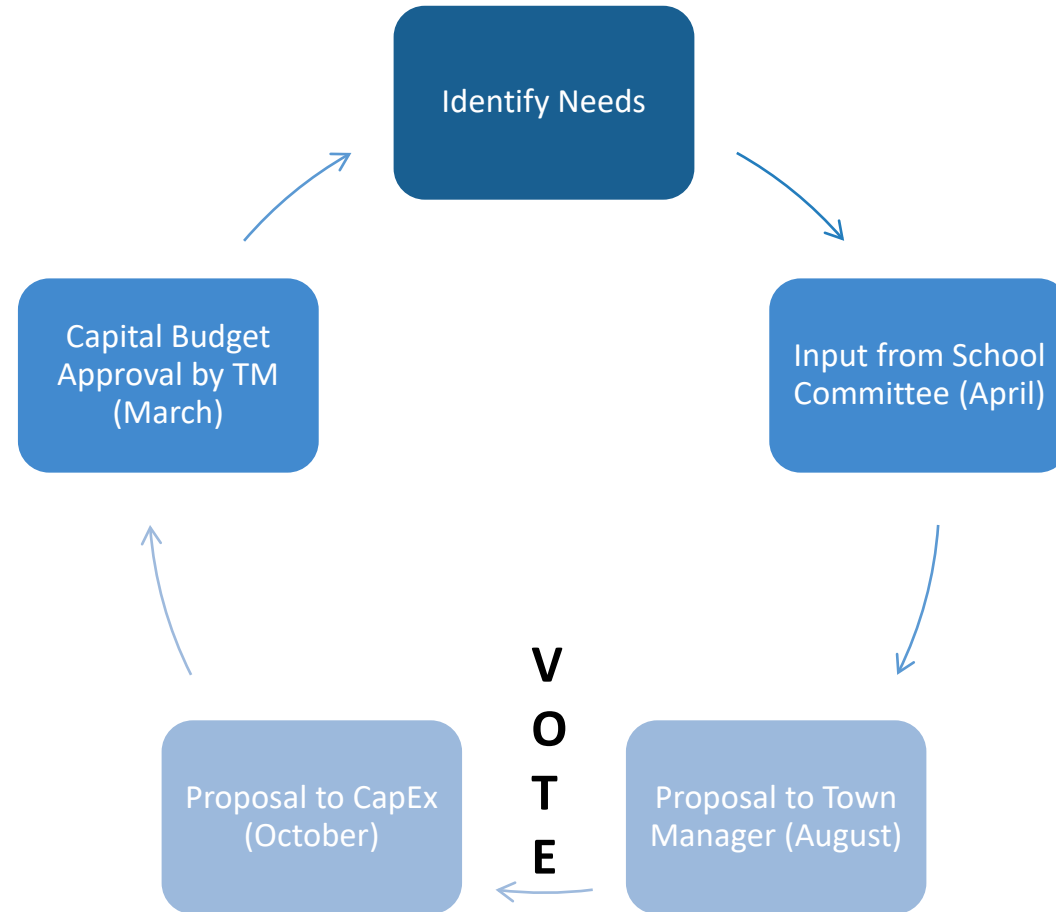 Identify Needs
Capital Budget
Approval by TM
(March)
Input from School
Committee (April)
V
O
T
E
Proposal to CapEx
(October)
Proposal to Town
Manager (August)